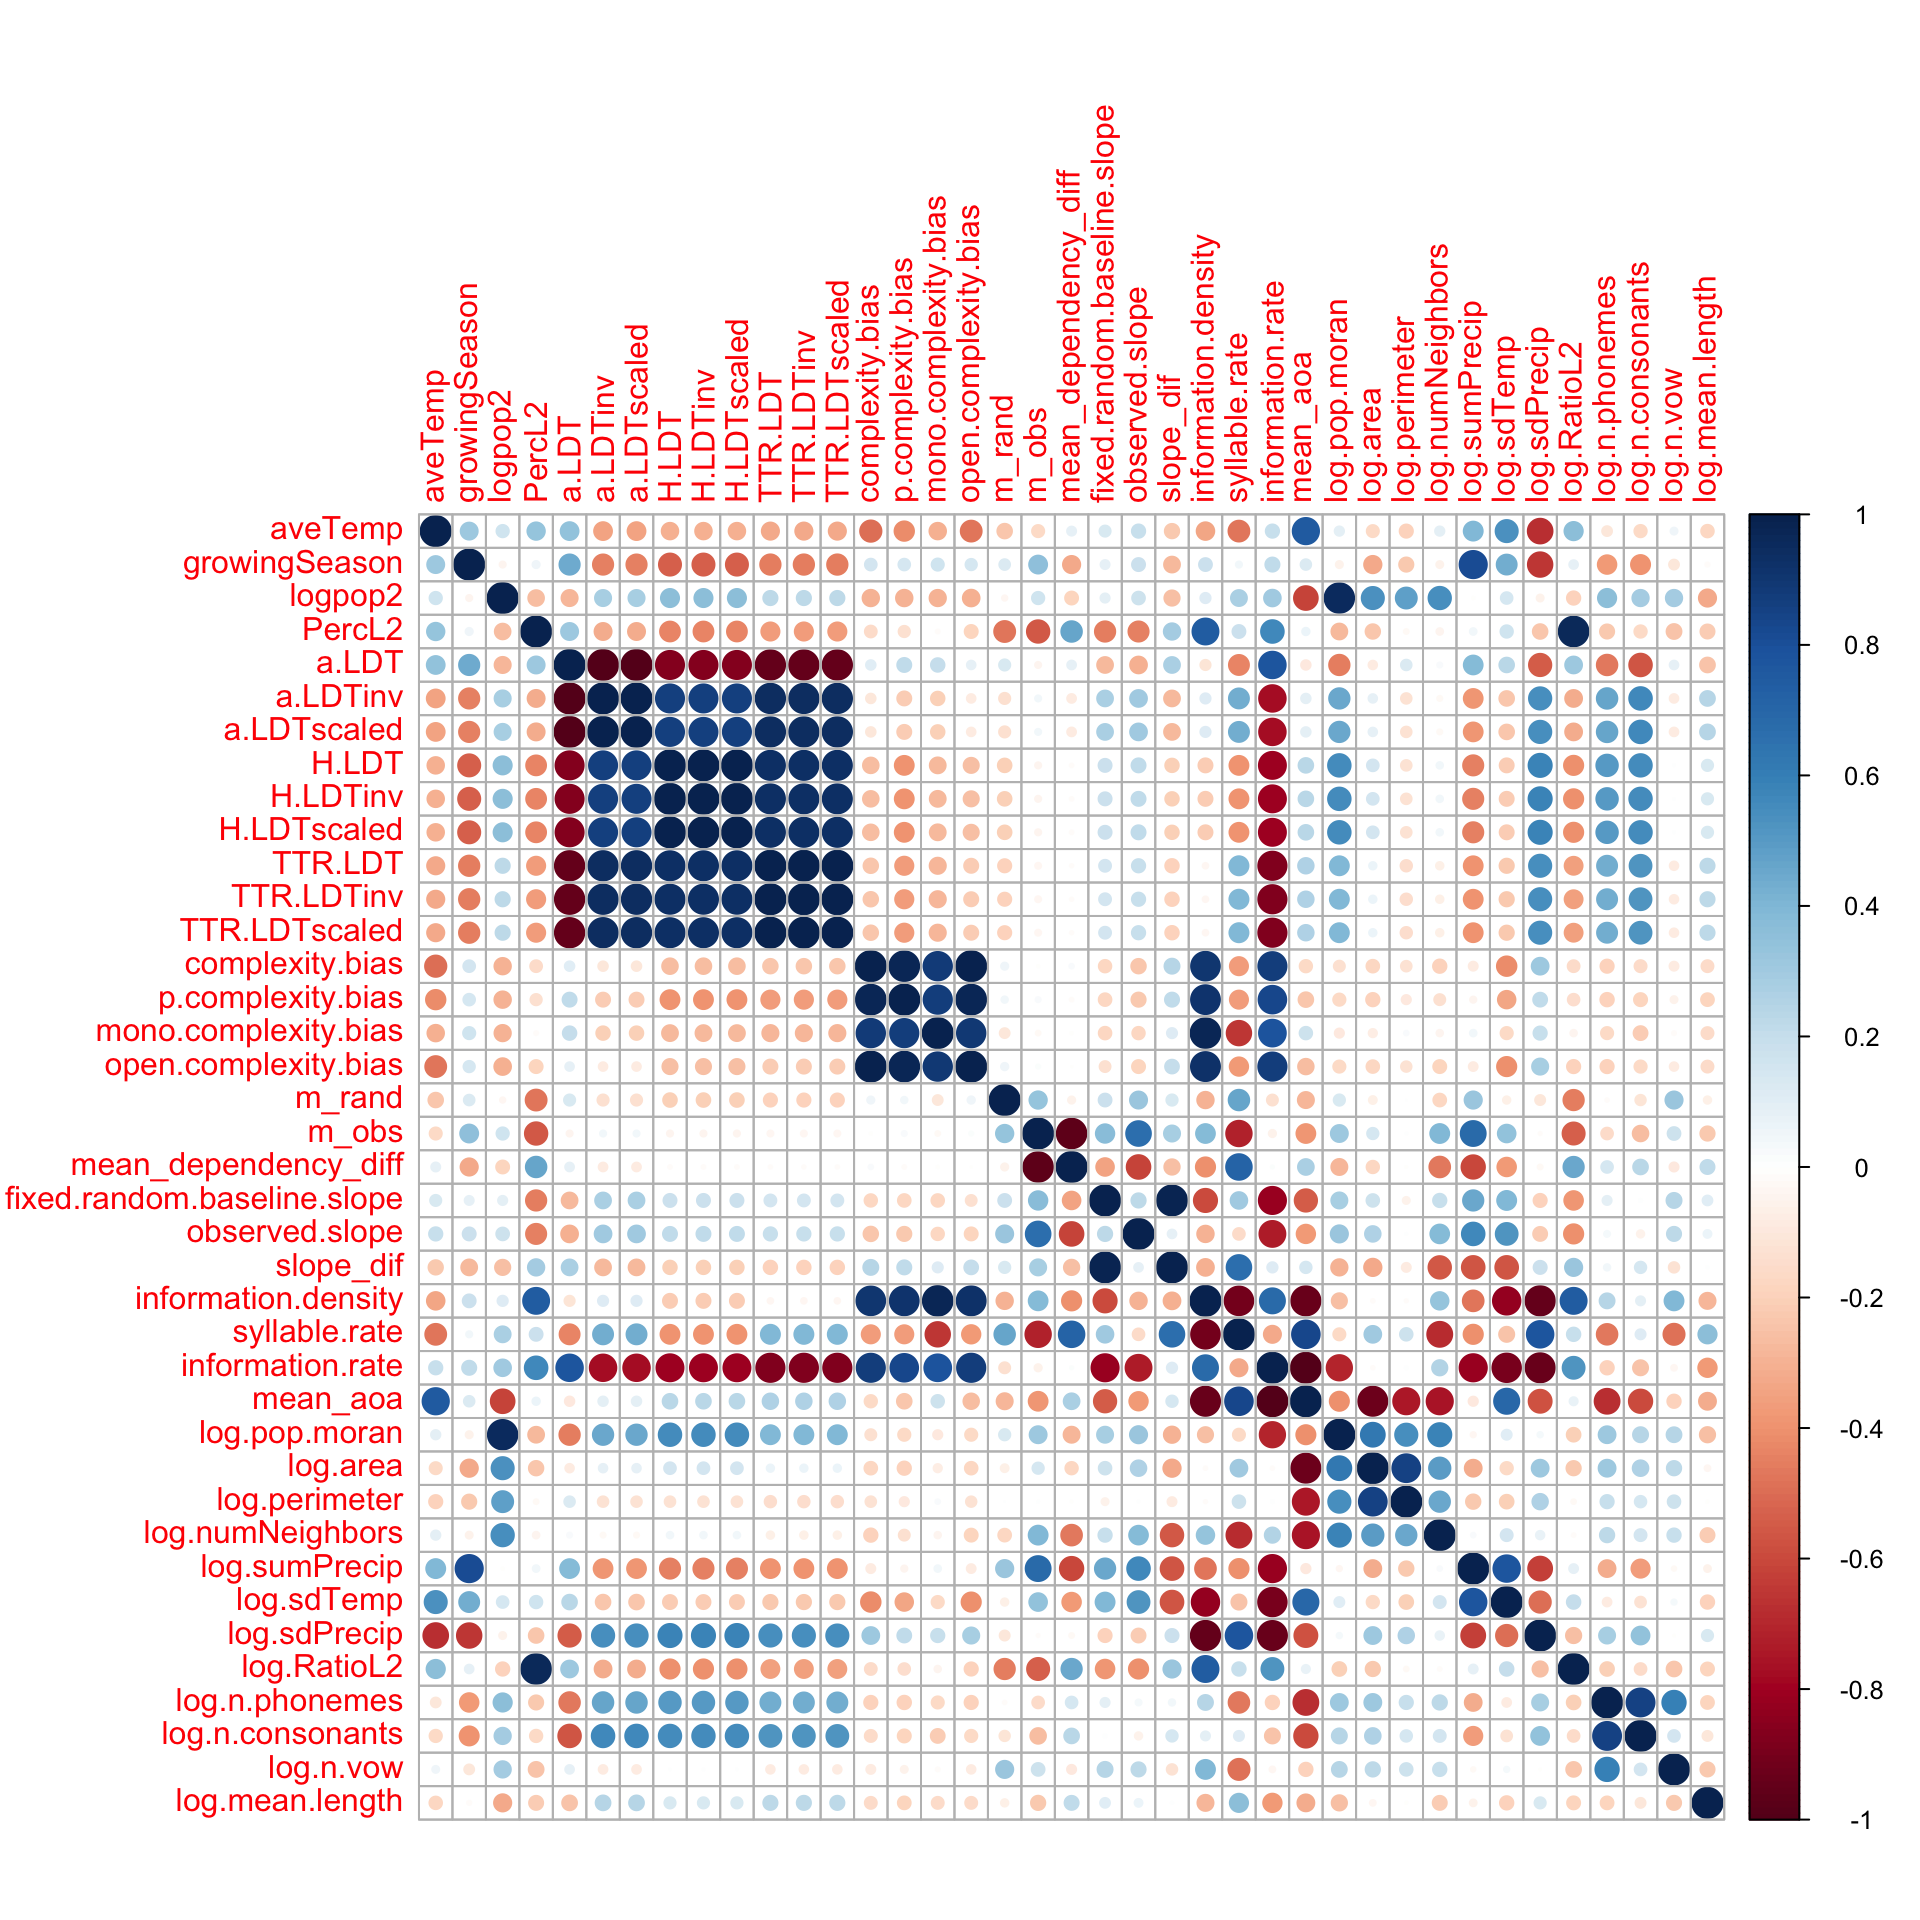 aveTemp
growingSeason
logpop2
PercL2
a.LDT
a.LDTinv
a.LDTscaled
H.LDT
H.LDTinv
H.LDTscaled
TTR.LDT
TTR.LDTinv
TTR.LDTscaled
complexity.bias
p.complexity.bias
mono.complexity.bias
open.complexity.bias
m_rand
m_obs
mean_dependency_diff
fixed.random.baseline.slope
observed.slope
slope_dif
information.density
syllable.rate
information.rate
mean_aoa
log.pop.moran
log.area
log.perimeter
log.numNeighbors
log.sumPrecip
log.sdTemp
log.sdPrecip
log.RatioL2
log.n.phonemes
log.n.consonants
log.n.vow
log.mean.length
aveTemp
growingSeason
logpop2
PercL2
a.LDT
a.LDTinv
a.LDTscaled
H.LDT
H.LDTinv
H.LDTscaled
TTR.LDT
TTR.LDTinv
TTR.LDTscaled
complexity.bias
p.complexity.bias
mono.complexity.bias
open.complexity.bias
m_rand
m_obs
mean_dependency_diff
fixed.random.baseline.slope
observed.slope
slope_dif
information.density
syllable.rate
information.rate
mean_aoa
log.pop.moran
log.area
log.perimeter
log.numNeighbors
log.sumPrecip
log.sdTemp
log.sdPrecip
log.RatioL2
log.n.phonemes
log.n.consonants
log.n.vow
log.mean.length
1
0.8
0.6
0.4
0.2
0
-0.2
-0.4
-0.6
-0.8
-1